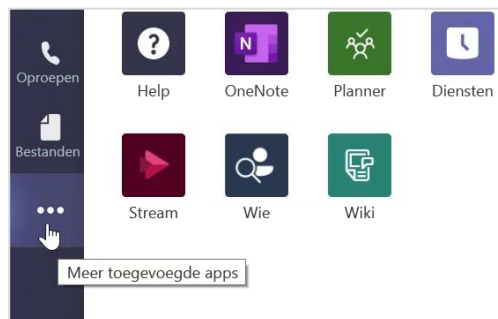 Oproepen
Bestanden
?
Help
N
OneNote
Planner
Diensten
Stream
Wie
Wiki
Meer toegevoegde apps